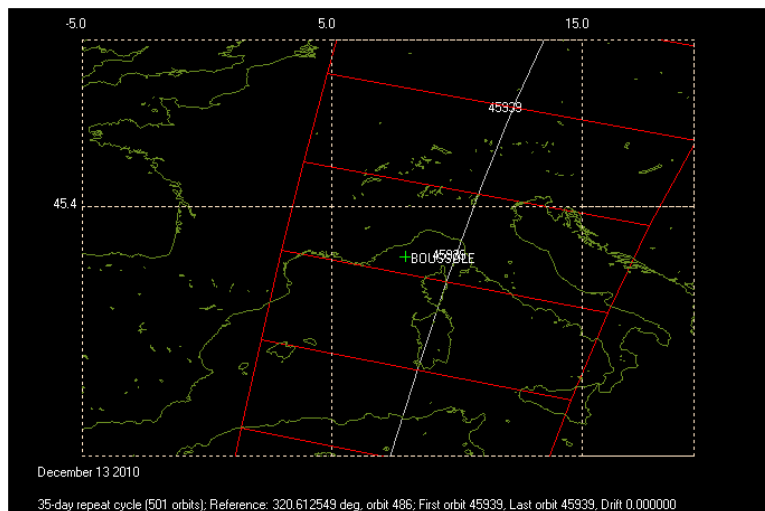 -5.0 5.0 15.0
45939
45.4
45939
BOUSSOLE
December 13 2010
35-day repeat cycle (501 orbits); Reference: 320.612549 deg, orbit 486; First orbit 45939, Last orbit 45939, Drift 0.000000